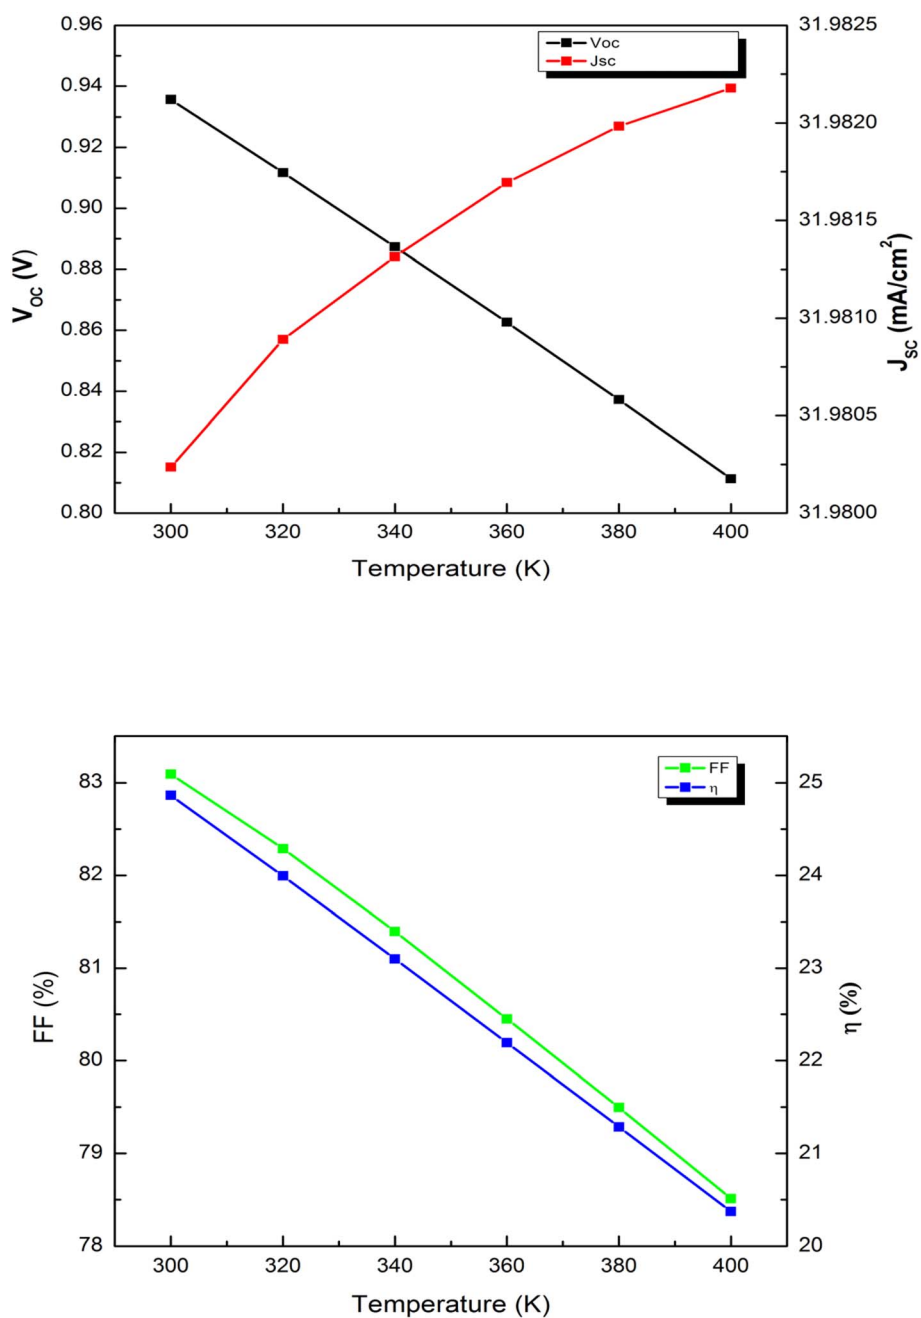 0.96
0.94
0.92
0.90
0.88
0.86
0.84
0.82
0.80
V_OC (V)
Voc
Jsc
31.9825
31.9820
31.9815
31.9810
31.9805
31.9800
J_SC (mA/cm²)
300 320 340 360 380 400
Temperature (K)
83
82
81
80
79
78
FF (%)
FF
η
25
24
23
22
21
20
η (%)
300 320 340 360 380 400
Temperature (K)